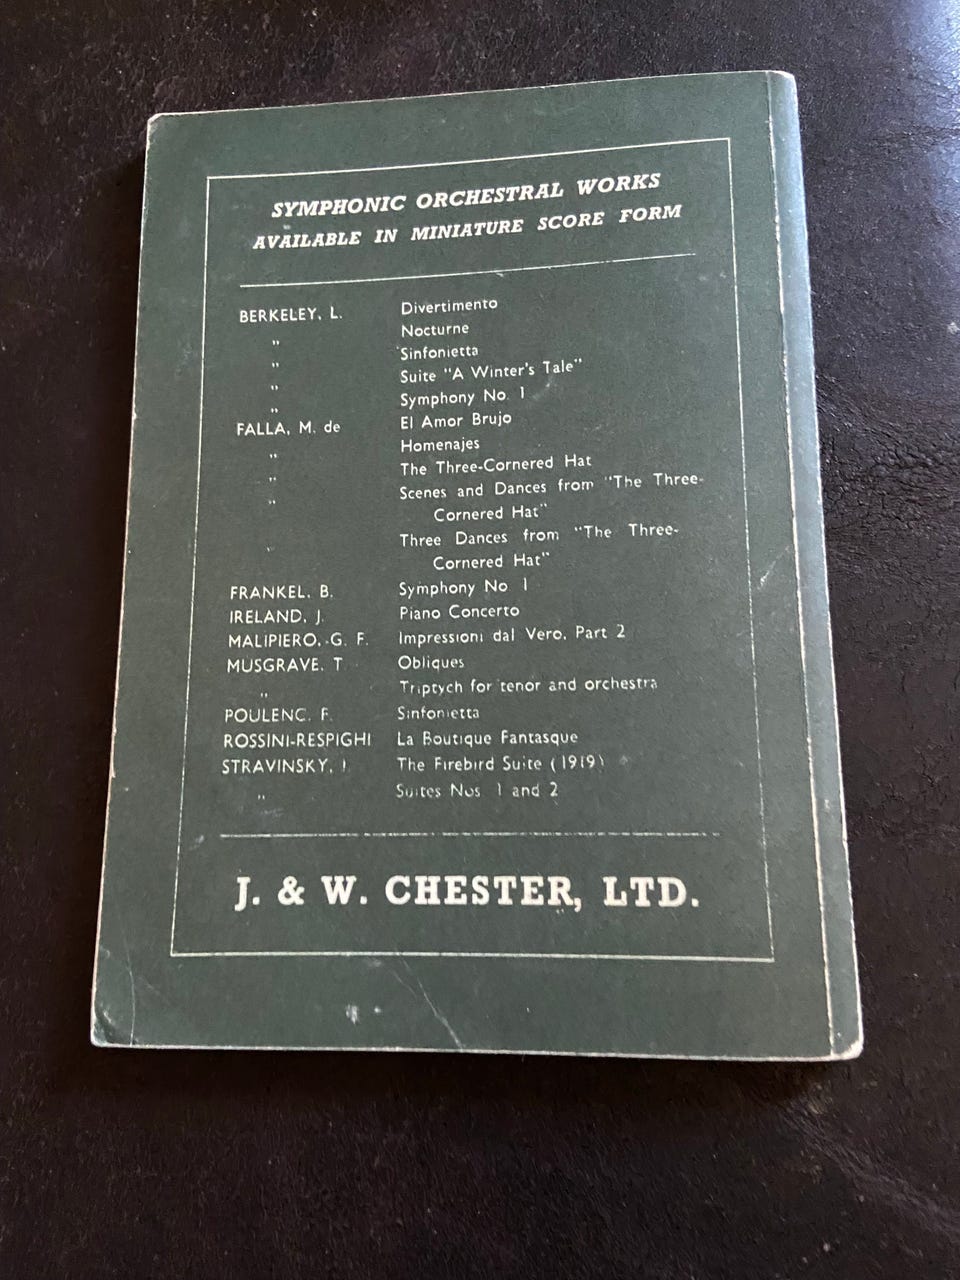 SYMPHONIC ORCHESTRAL WORKS
AVAILABLE IN MINIATURE SCORE FORM
BERKELEY, L. Divertimento
" Nocturne
" Sinfonietta
" Suite "A Winter's Tale"
" Symphony No. 1
FALLA, M. de El Amor Brujo
" Homenajes
" The Three-Cornered Hat
" Scenes and Dances from "The Three-
Cornered Hat"
" Three Dances from "The Three-
Cornered Hat"
FRANKEL, B. Symphony No 1
IRELAND, J. Piano Concerto
MALIPIERO, G. F. Impressioni dal Vero, Part 2
MUSGRAVE, T Obliques
" Triptych for tenor and orchestra
POULENC, F. Sinfonietta
ROSSINI-RESPIGHI La Boutique Fantasque
STRAVINSKY, I. The Firebird Suite (1919)
" Suites Nos. 1 and 2
J. & W. CHESTER, LTD.